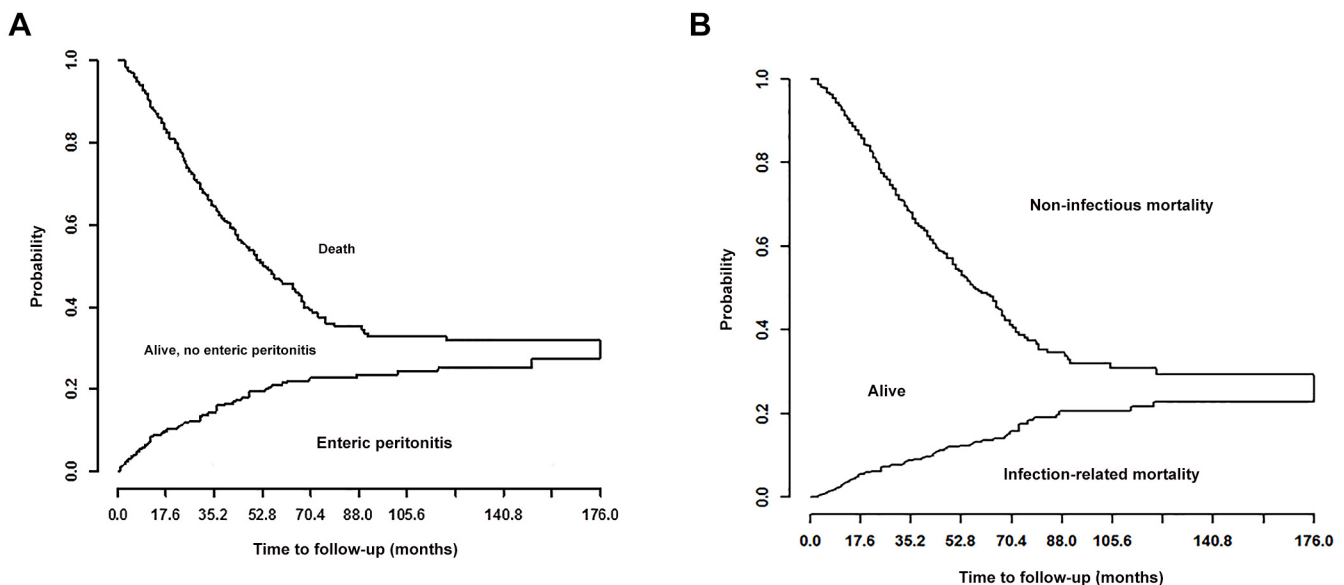 A
1.0
0.8
0.6
0.4
0.2
0.0
Probability
Death
Alive, no enteric peritonitis
Enteric peritonitis
0.0 17.6 35.2 52.8 70.4 88.0 105.6 140.8 176.0
Time to follow-up (months)
B
1.0
0.8
0.6
0.4
0.2
0.0
Probability
Non-infectious mortality
Alive
Infection-related mortality
0.0 17.6 35.2 52.8 70.4 88.0 105.6 140.8 176.0
Time to follow-up (months)